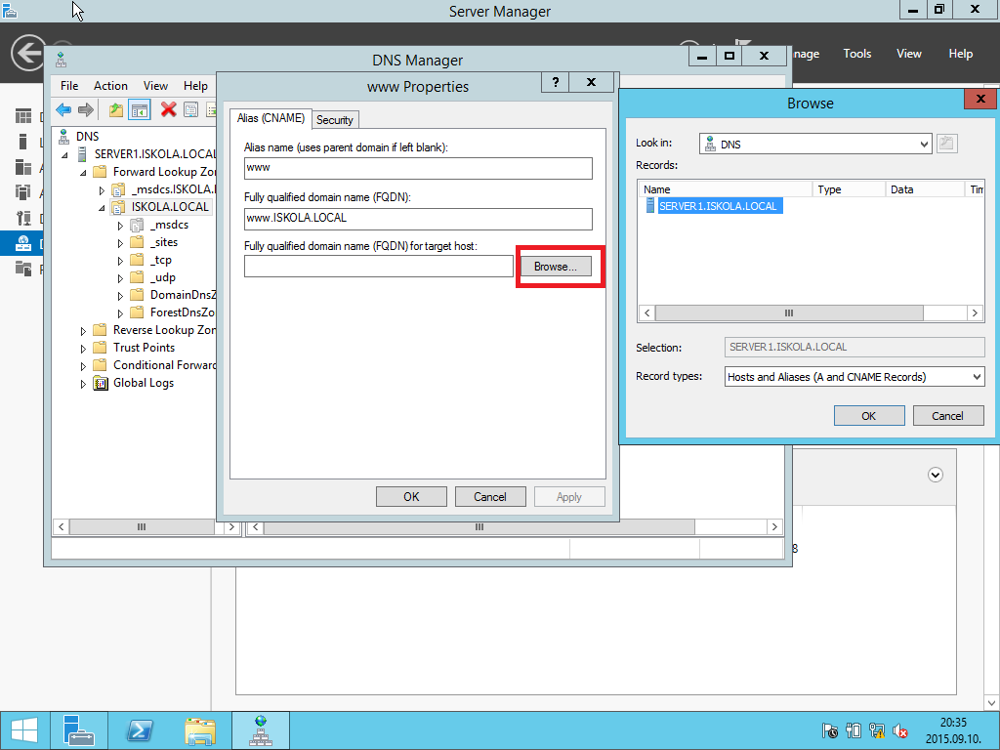 Server Manager
Manage Tools View Help
DNS Manager
File Action View Help
DNS
SERVER1.ISKOLA.LOCAL
Forward Lookup Zon
_msdcs.ISKOLA.L
ISKOLA.LOCAL
_msdcs
_sites
_tcp
_udp
DomainDnsZ
ForestDnsZo
Reverse Lookup Zon
Trust Points
Conditional Forward
Global Logs
www Properties
?
Alias (CNAME) Security
Alias name (uses parent domain if left blank):
www
Fully qualified domain name (FQDN):
www.ISKOLA.LOCAL
Fully qualified domain name (FQDN) for target host:
Browse...
OK Cancel Apply
Browse
Look in: DNS
Records:
Name Type Data Tim
SERVER1.ISKOLA.LOCAL
Selection: SERVER1.ISKOLA.LOCAL
Record types: Hosts and Aliases (A and CNAME Records)
OK Cancel
8
20:35
2015.09.10.